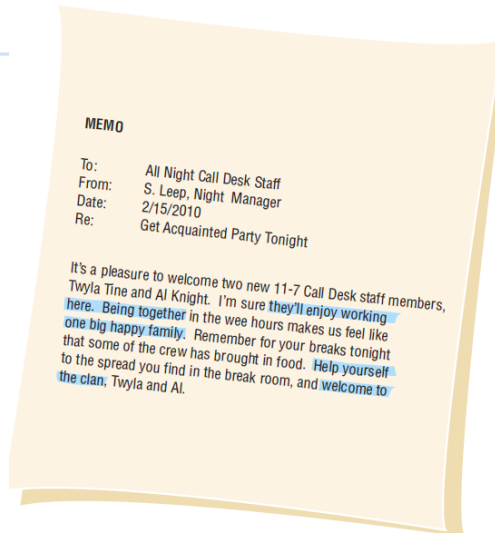 MEMO
To: All Night Call Desk Staff
From: S. Leep, Night Manager
Date: 2/15/2010
Re: Get Acquainted Party Tonight
It's a pleasure to welcome two new 11-7 Call Desk staff members,
Twyla Tine and Al Knight. I'm sure they'll enjoy working
here. Being together in the wee hours makes us feel like
one big happy family. Remember for your breaks tonight
that some of the crew has brought in food. Help yourself
to the spread you find in the break room, and welcome to
the clan, Twyla and Al.